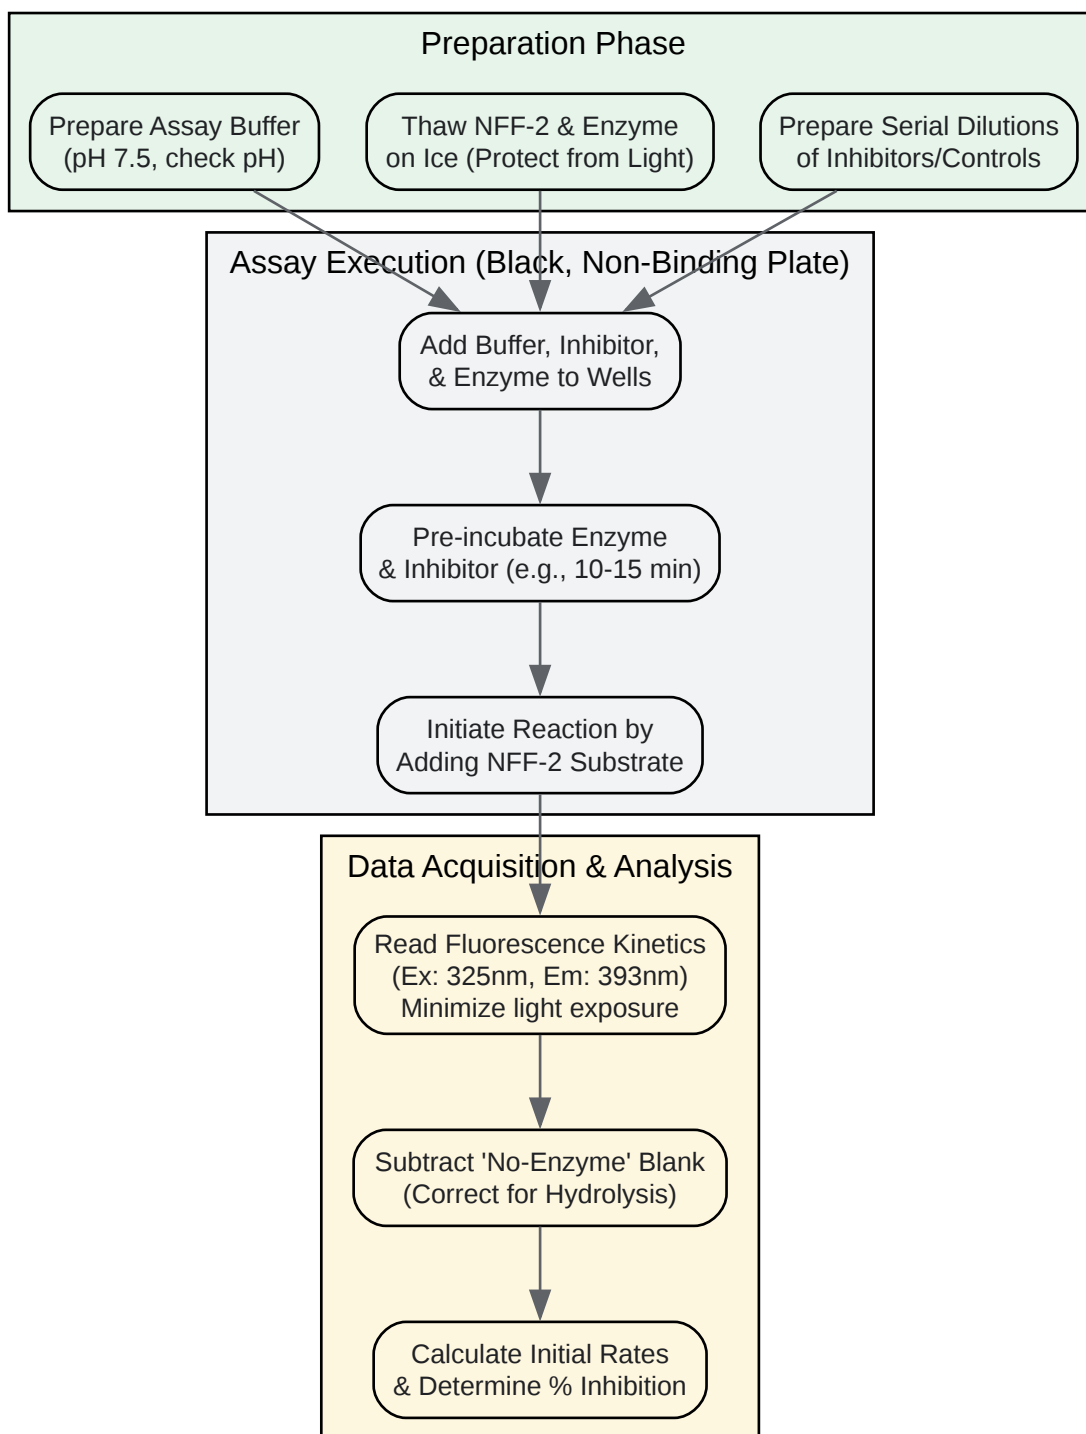 Preparation Phase
Prepare Assay Buffer
(pH 7.5, check pH)
Thaw NFF-2 & Enzyme
on Ice (Protect from Light)
Prepare Serial Dilutions
of Inhibitors/Controls
Assay Execution (Black, Non-Binding Plate)
Add Buffer, Inhibitor,
& Enzyme to Wells
Pre-incubate Enzyme
& Inhibitor (e.g., 10-15 min)
Initiate Reaction by
Adding NFF-2 Substrate
Data Acquisition & Analysis
Read Fluorescence Kinetics
(Ex: 325nm, Em: 393nm)
Minimize light exposure
Subtract 'No-Enzyme' Blank
(Correct for Hydrolysis)
Calculate Initial Rates
& Determine % Inhibition